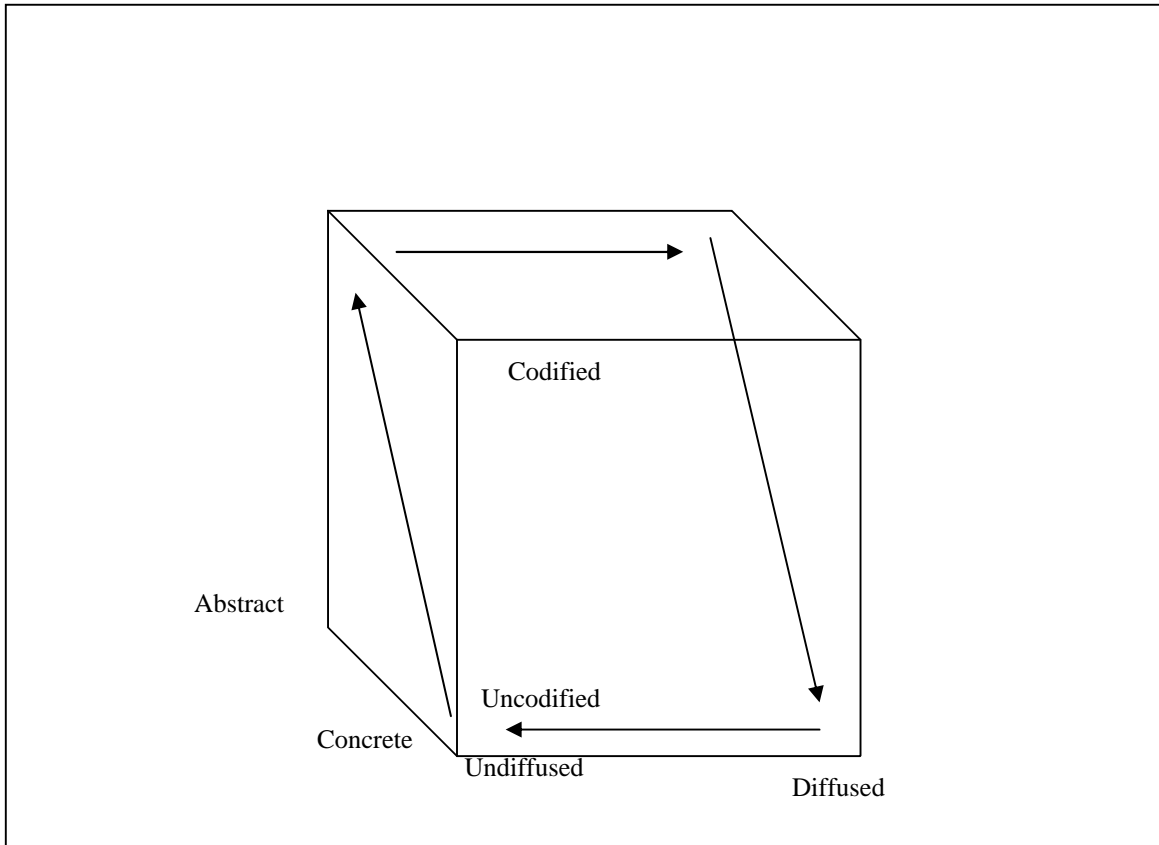 Codified
Abstract
Uncodified
Concrete
Undiffused
Diffused